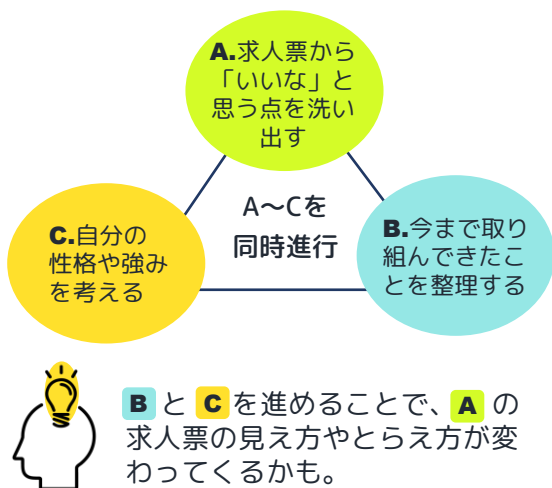 A.求人票から
「いいな」と
思う点を洗い
出す
A～Cを
同時進行
C.自分の
性格や強み
を考える
B.今まで取り
組んできたこ
とを整理する
B と C を進めることで、 A の
求人票の見え方やとらえ方が変
わってくるかも。